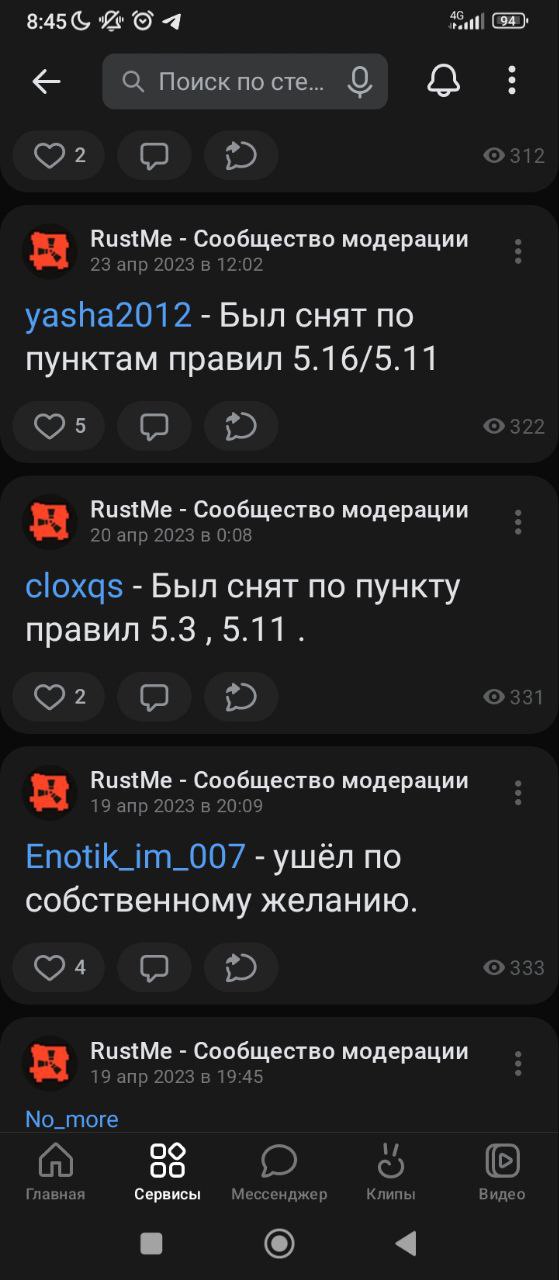 8:45
4G
94
Поиск по сте...
2
312
RustMe - Сообщество модерации
23 апр 2023 в 12:02
yasha2012 - Был снят по
пунктам правил 5.16/5.11
5
322
RustMe - Сообщество модерации
20 апр 2023 в 0:08
cloxqs - Был снят по пункту
правил 5.3 , 5.11 .
2
331
RustMe - Сообщество модерации
19 апр 2023 в 20:09
Enotik_im_007 - ушёл по
собственному желанию.
4
333
RustMe - Сообщество модерации
19 апр 2023 в 19:45
No_more
Главная
Сервисы
Мессенджер
Клипы
Видео